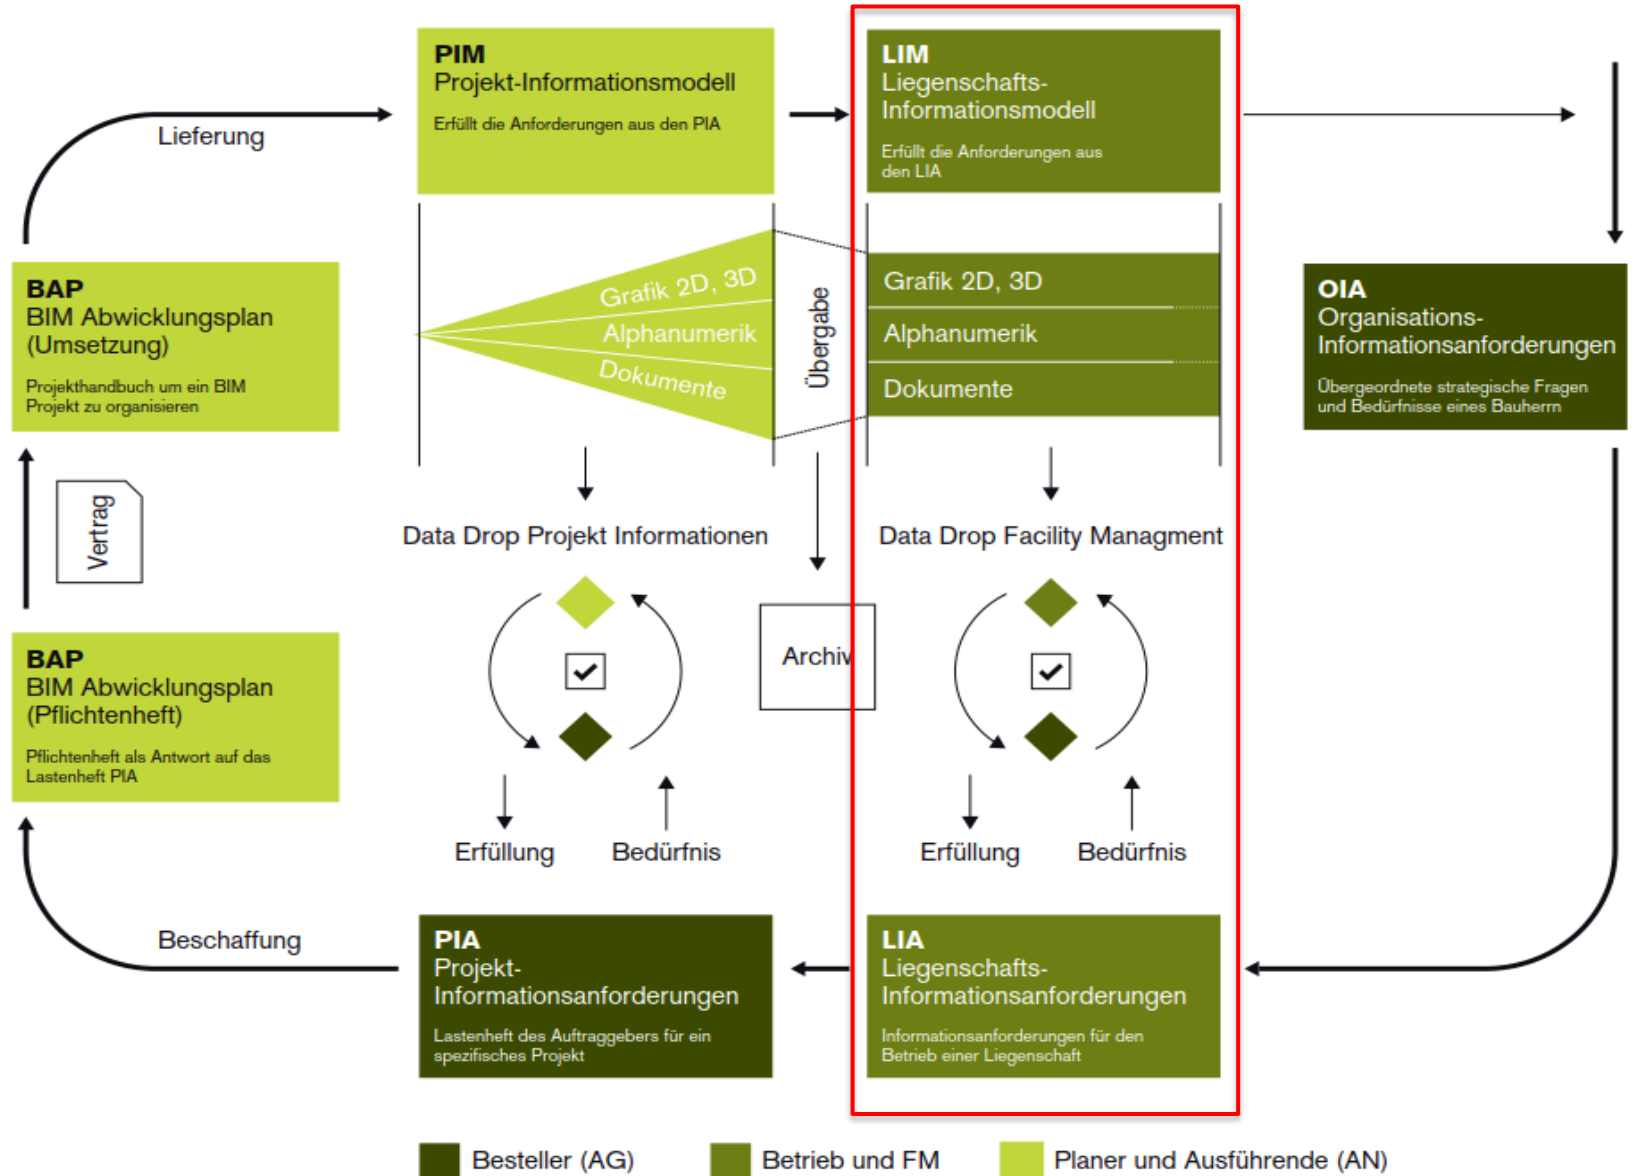 PIM
Projekt-Informationsmodell
Erfüllt die Anforderungen aus den PIA
LIM
Liegenschafts-
Informationsmodell
Erfüllt die Anforderungen aus
den LIA
Lieferung
BAP
BIM Abwicklungsplan
(Umsetzung)
Projekthandbuch um ein BIM
Projekt zu organisieren
Grafik 2D, 3D
Alphanumerik
Dokumente
Übergabe
Grafik 2D, 3D
Alphanumerik
Dokumente
OIA
Organisations-
Informationsanforderungen
Übergeordnete strategische Fragen
und Bedürfnisse eines Bauherrn
Vertrag
Data Drop Projekt Informationen
Data Drop Facility Managment
Archiv
BAP
BIM Abwicklungsplan
(Pflichtenheft)
Pflichtenheft als Antwort auf das
Lastenheft PIA
Erfüllung
Bedürfnis
Erfüllung
Bedürfnis
Beschaffung
PIA
Projekt-
Informationsanforderungen
Lastenheft des Auftraggebers für ein
spezifisches Projekt
LIA
Liegenschafts-
Informationsanforderungen
Informationsanforderungen für den
Betrieb einer Liegenschaft
Besteller (AG)
Betrieb und FM
Planer und Ausführende (AN)